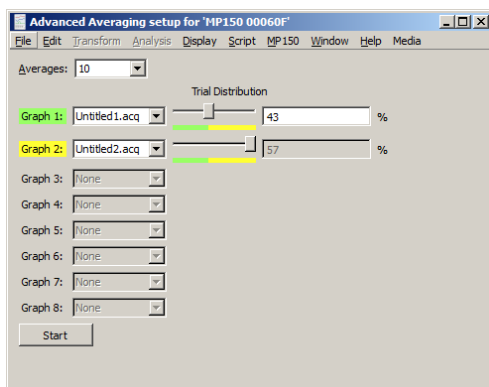 Advanced Averaging setup for 'MP150 00060F'
File Edit Transform Analysis Display Script MP150 Window Help Media
Averages: 10
Trial Distribution
Graph 1: Untitled1.acq 43 %
Graph 2: Untitled2.acq 57 %
Graph 3: None
Graph 4: None
Graph 5: None
Graph 6: None
Graph 7: None
Graph 8: None
Start